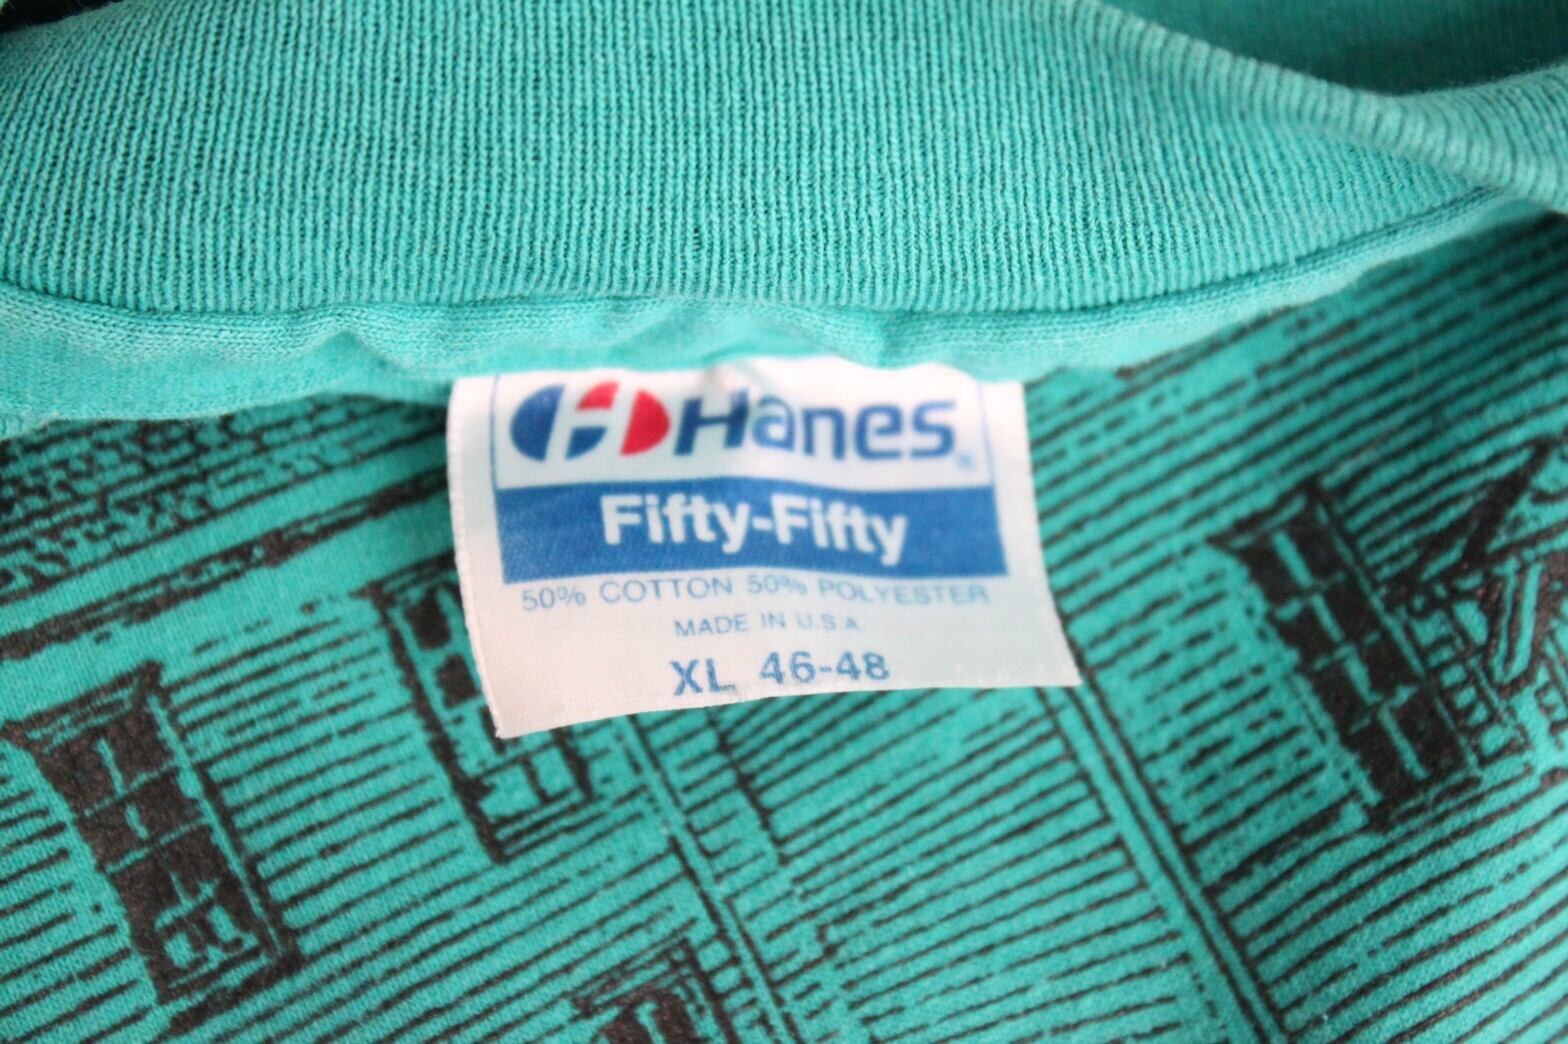 Hanes®
Fifty-Fifty
50% COTTON 50% POLYESTER
MADE IN U.S.A.
XL 46-48